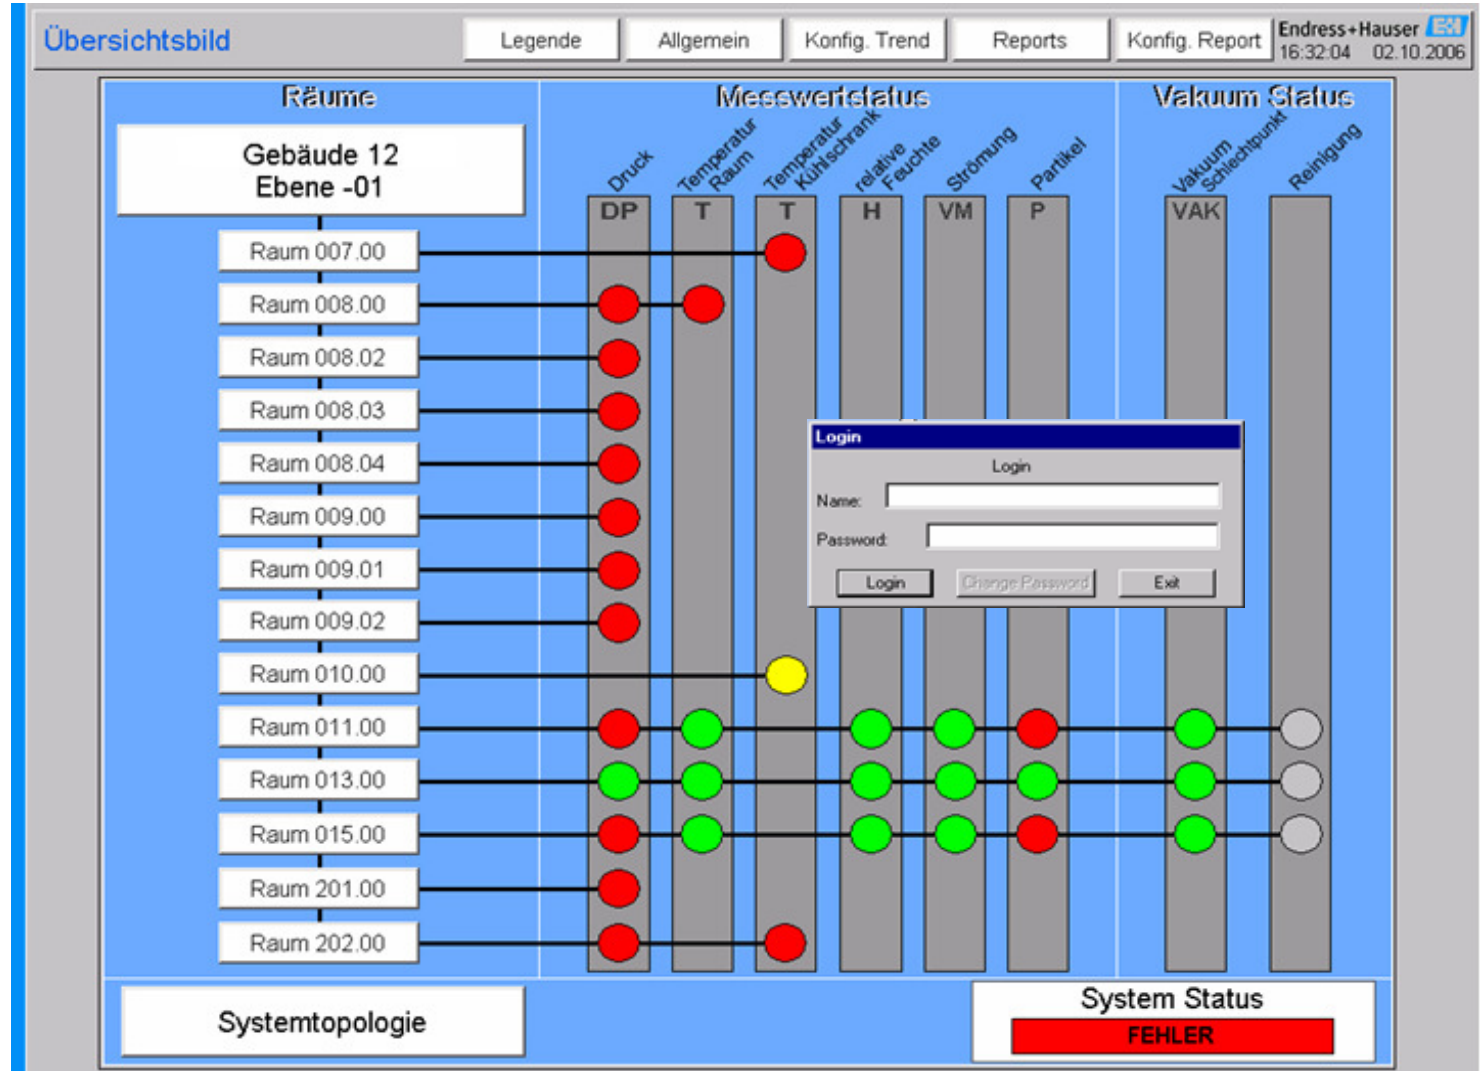 Übersichtsbild
Legende
Allgemein
Konfig. Trend
Reports
Konfig. Report
Endress+Hauser EH
16:32:04 02.10.2006
Räume
Messwertstatus
Vakuum Status
Gebäude 12
Ebene -01
Druck
Temperatur
Raum
Temperatur
Kühlschrank
relative
Feuchte
Strömung
Partikel
Vakuum
Schlechtpunkt
Reinigung
DP
T
T
H
VM
P
VAK
Raum 007.00
Raum 008.00
Raum 008.02
Raum 008.03
Raum 008.04
Raum 009.00
Raum 009.01
Raum 009.02
Raum 010.00
Raum 011.00
Raum 013.00
Raum 015.00
Raum 201.00
Raum 202.00
Login
Login
Name:
Password:
Login
Change Password
Exit
Systemtopologie
System Status
FEHLER